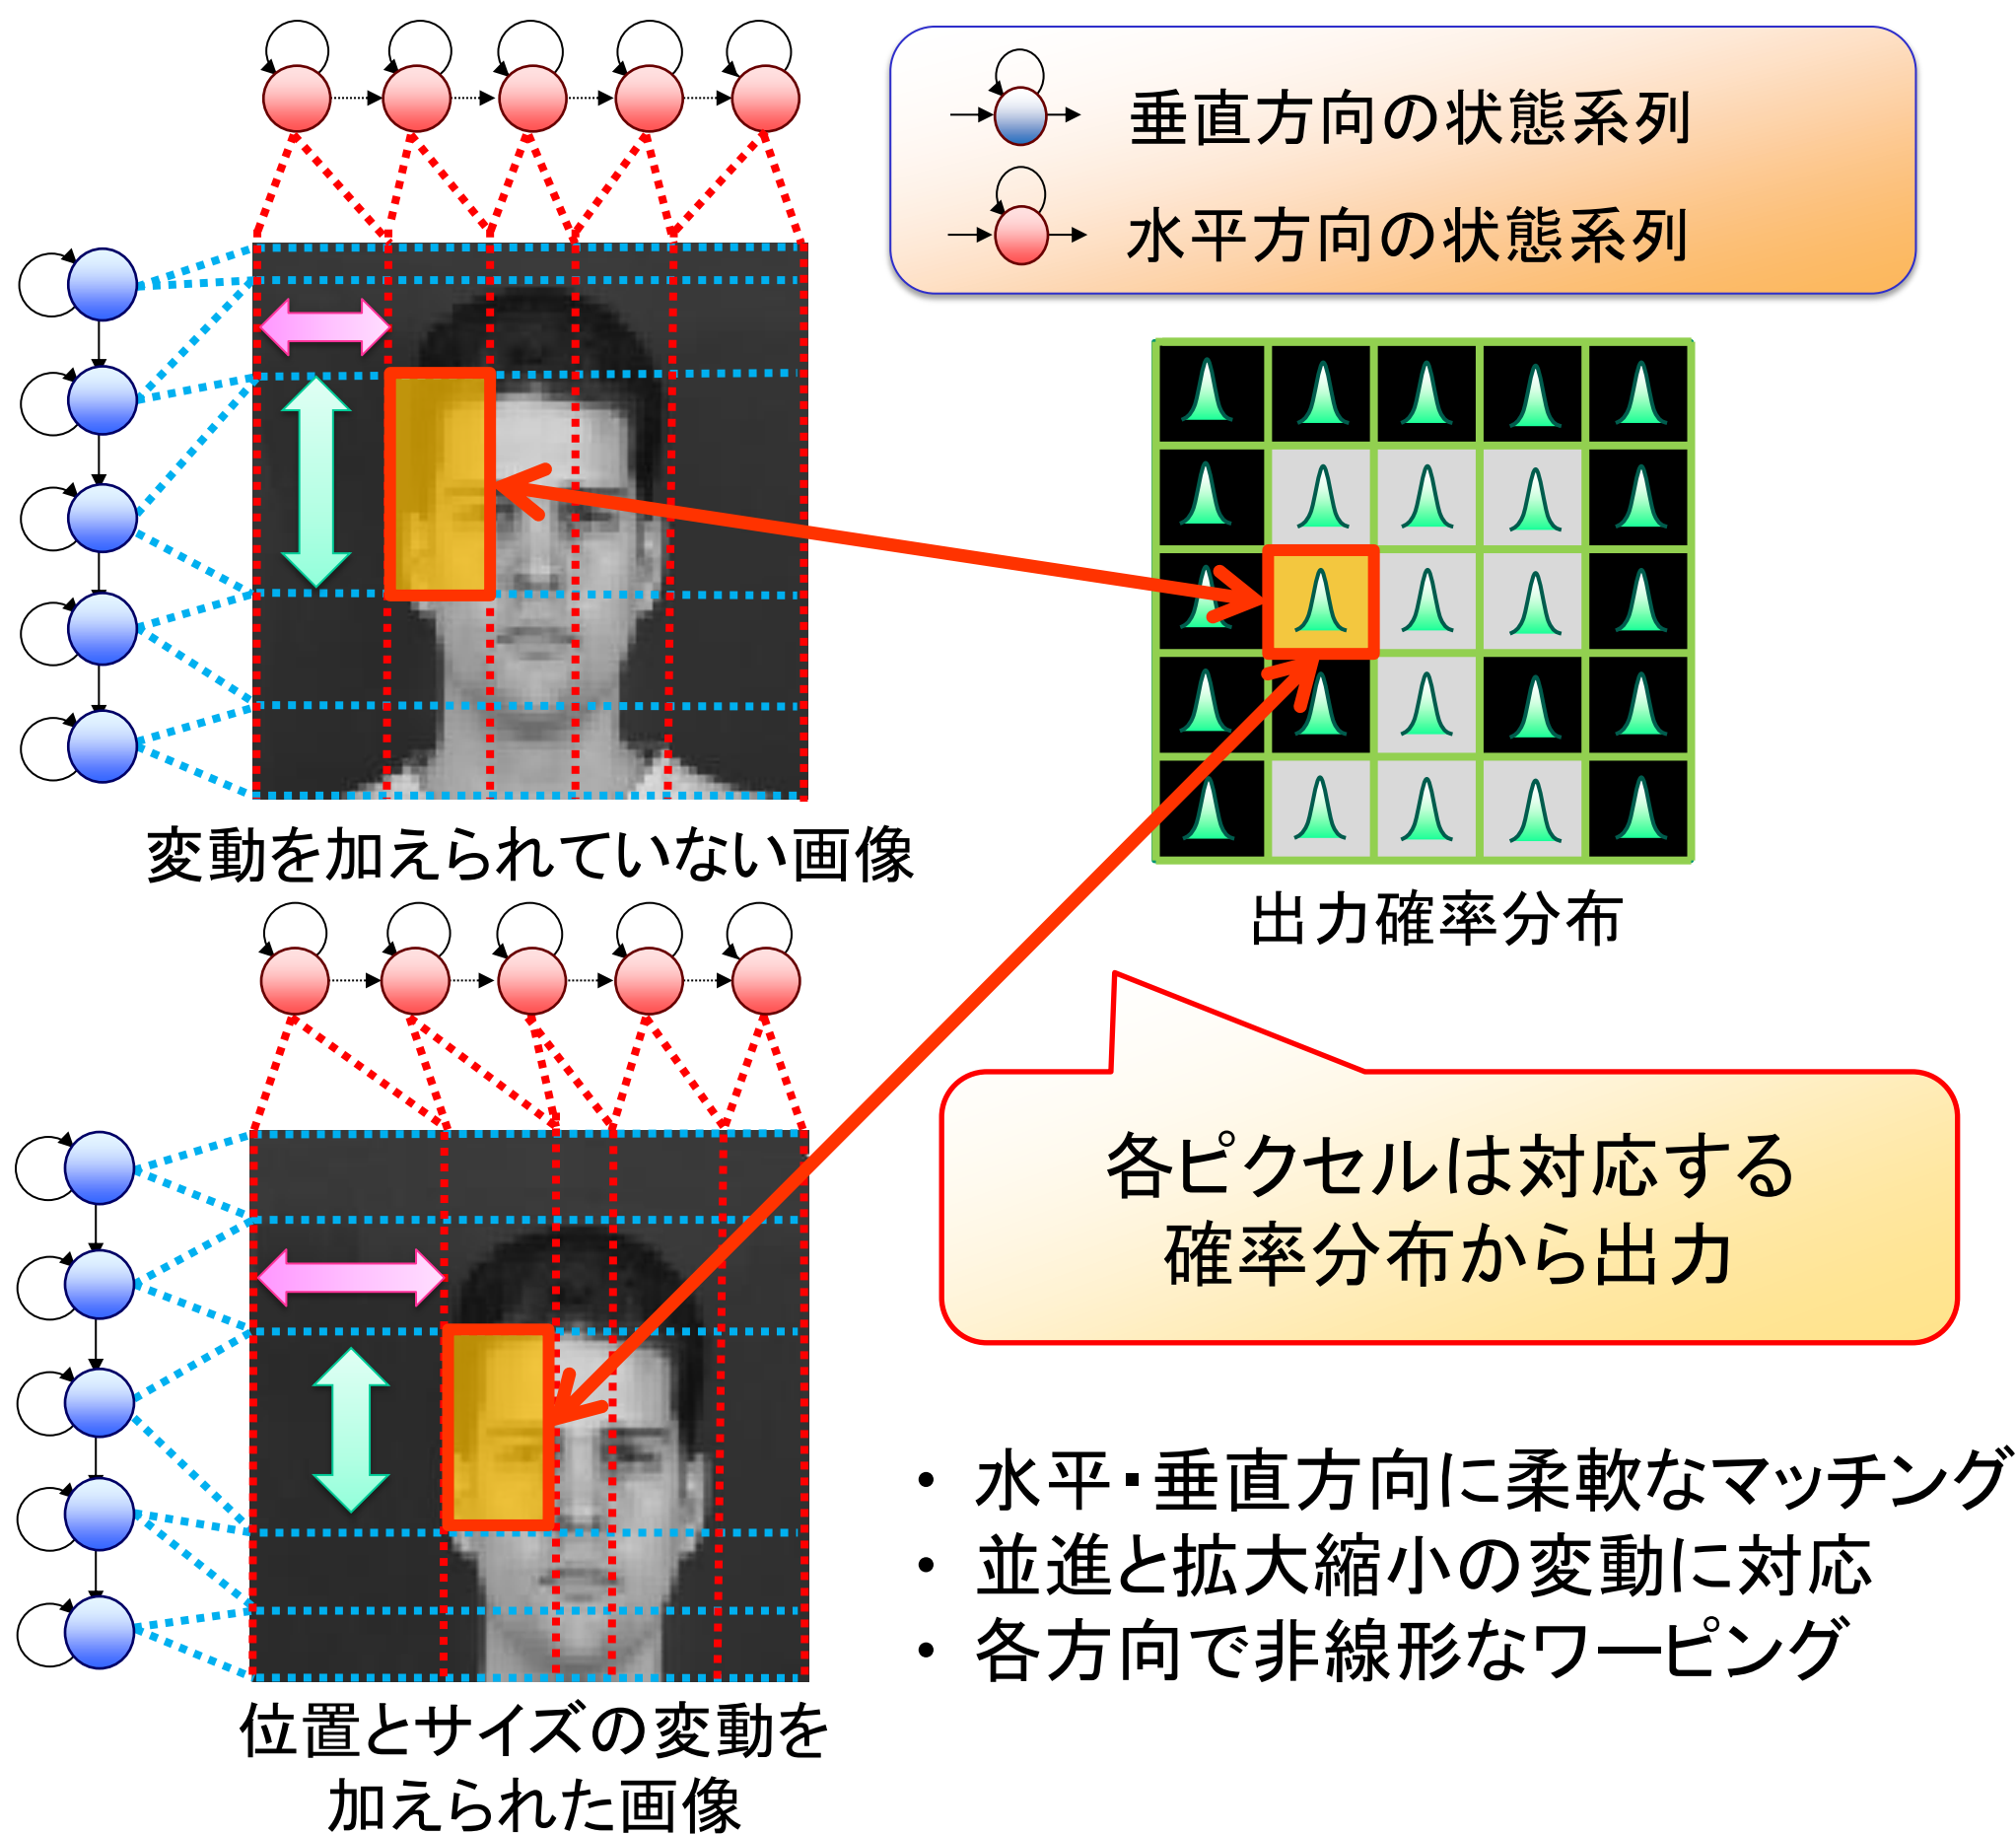 垂直方向の状態系列
水平方向の状態系列
変動を加えられていない画像
出力確率分布
各ピクセルは対応する
確率分布から出力
• 水平・垂直方向に柔軟なマッチング
• 並進と拡大縮小の変動に対応
• 各方向で非線形なワーピング
位置とサイズの変動を
加えられた画像